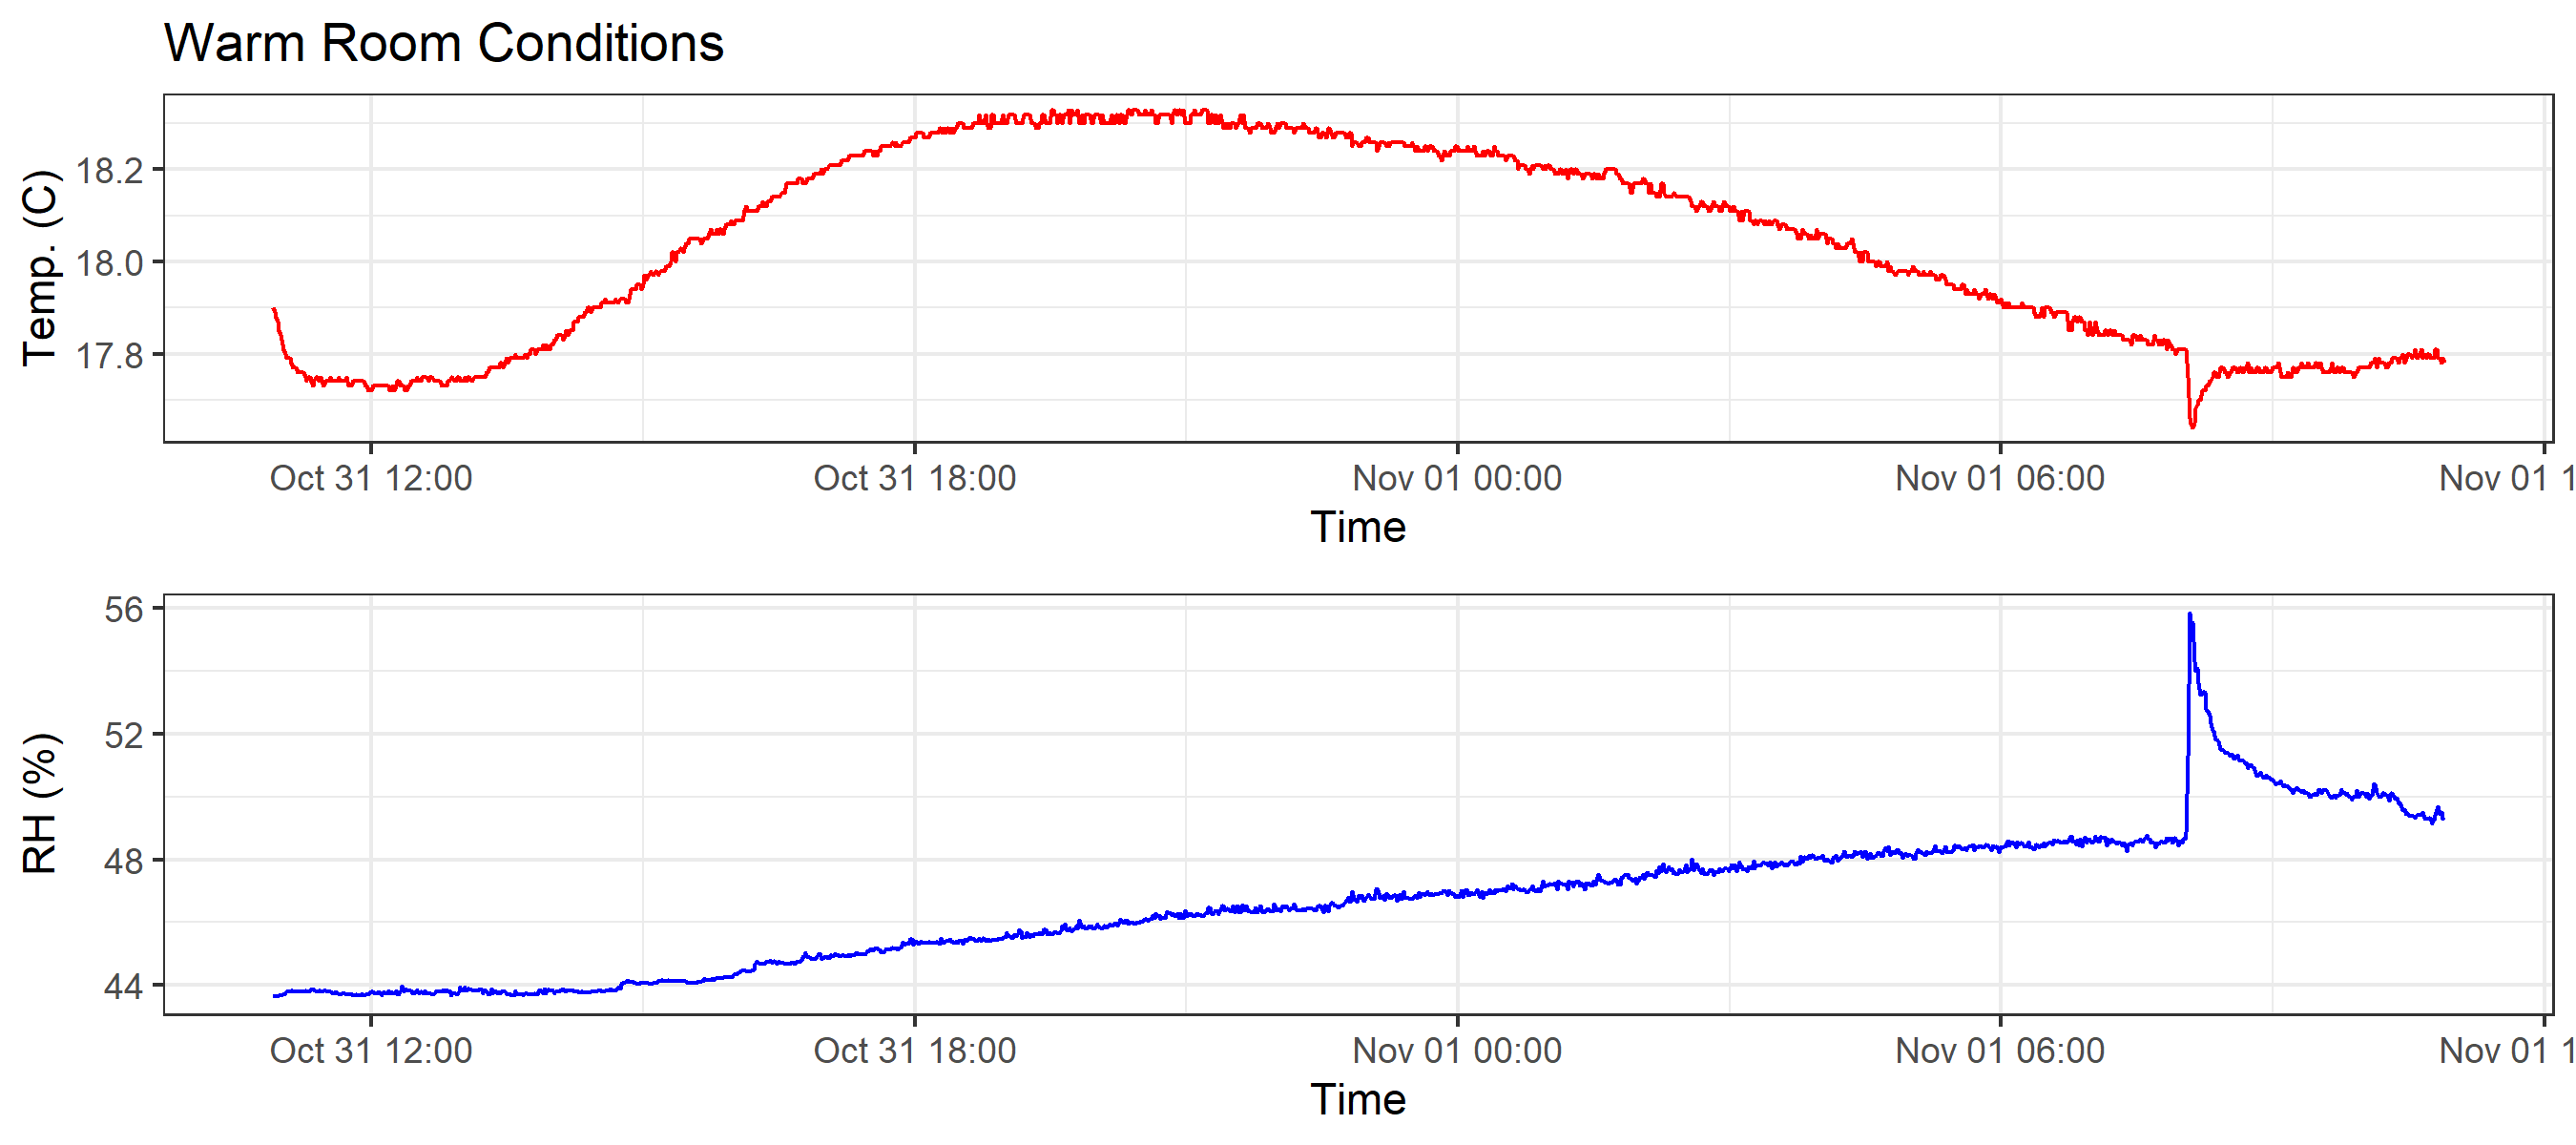 Warm Room Conditions
Temp. (C)
18.2
18.0
17.8
Oct 31 12:00 Oct 31 18:00 Nov 01 00:00 Nov 01 06:00 Nov 01 1
Time
RH (%)
56
52
48
44
Oct 31 12:00 Oct 31 18:00 Nov 01 00:00 Nov 01 06:00 Nov 01 1
Time